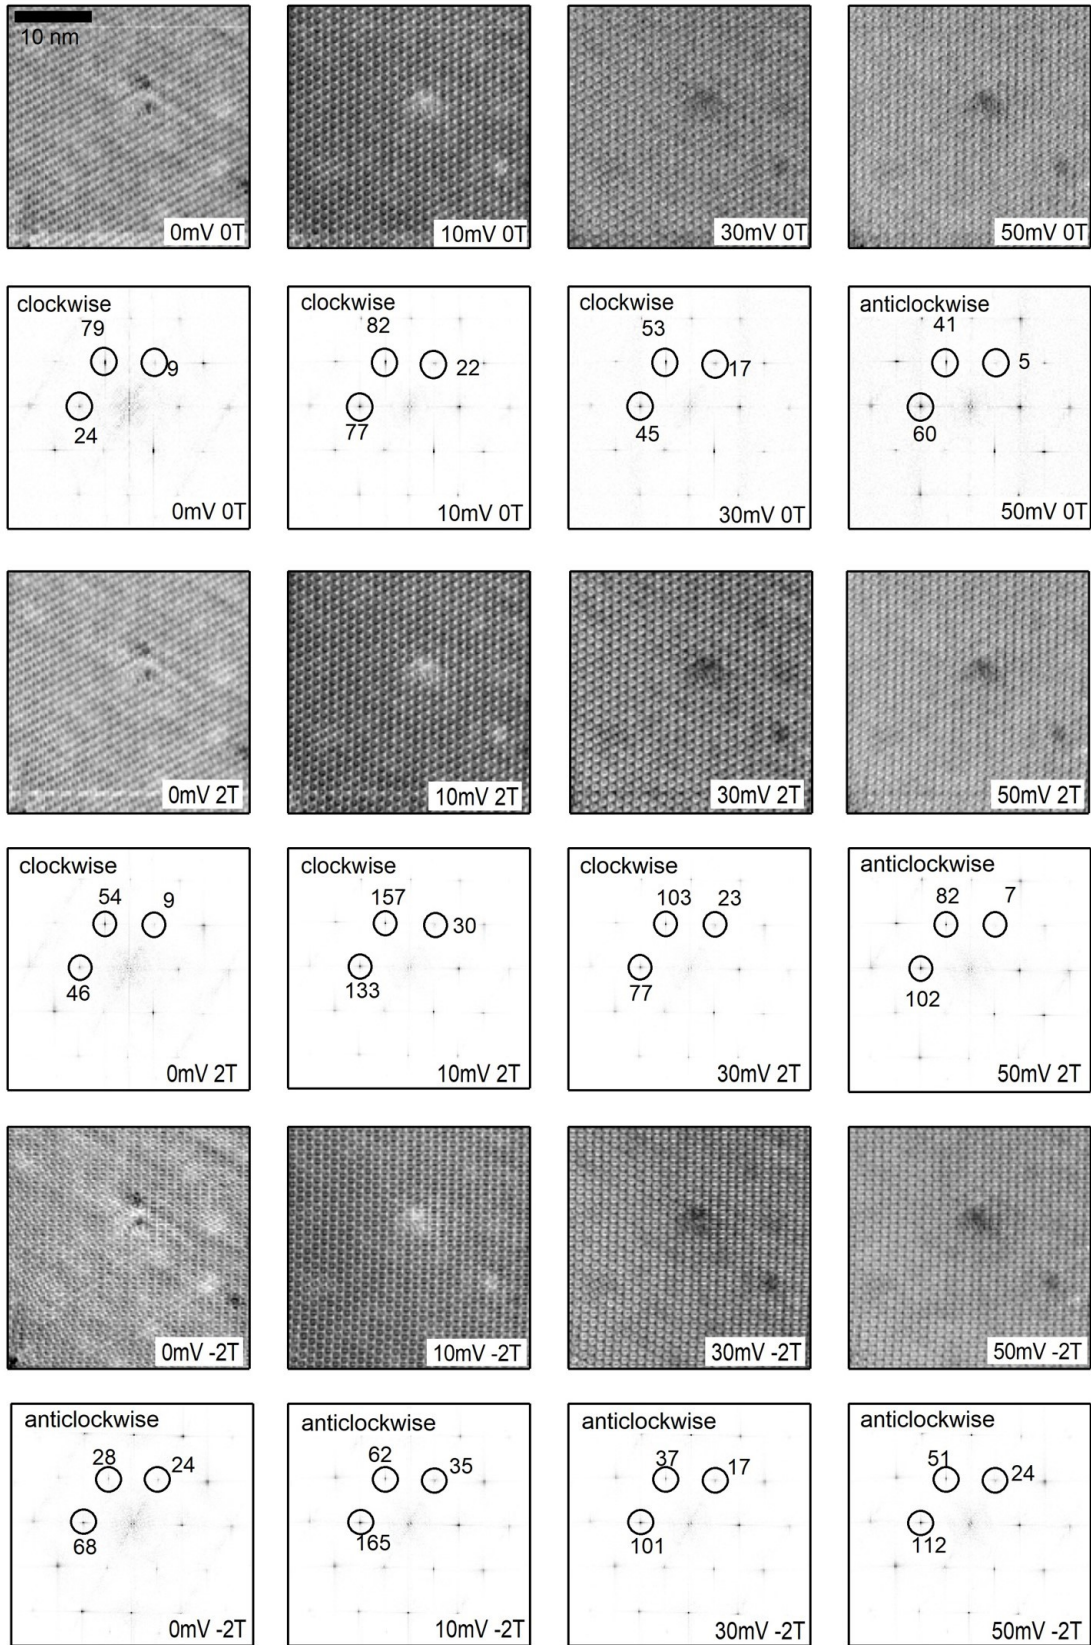 10 nm
0mV 0T
10mV 0T
30mV 0T
50mV 0T
clockwise
79
9
24
0mV 0T
clockwise
82
22
77
10mV 0T
clockwise
53
17
45
30mV 0T
anticlockwise
41
5
60
50mV 0T
0mV 2T
10mV 2T
30mV 2T
50mV 2T
clockwise
54
9
46
0mV 2T
clockwise
157
30
133
10mV 2T
clockwise
103
23
77
30mV 2T
anticlockwise
82
7
102
50mV 2T
0mV -2T
10mV -2T
30mV -2T
50mV -2T
anticlockwise
28
24
68
0mV -2T
anticlockwise
62
35
165
10mV -2T
anticlockwise
37
17
101
30mV -2T
anticlockwise
51
24
112
50mV -2T